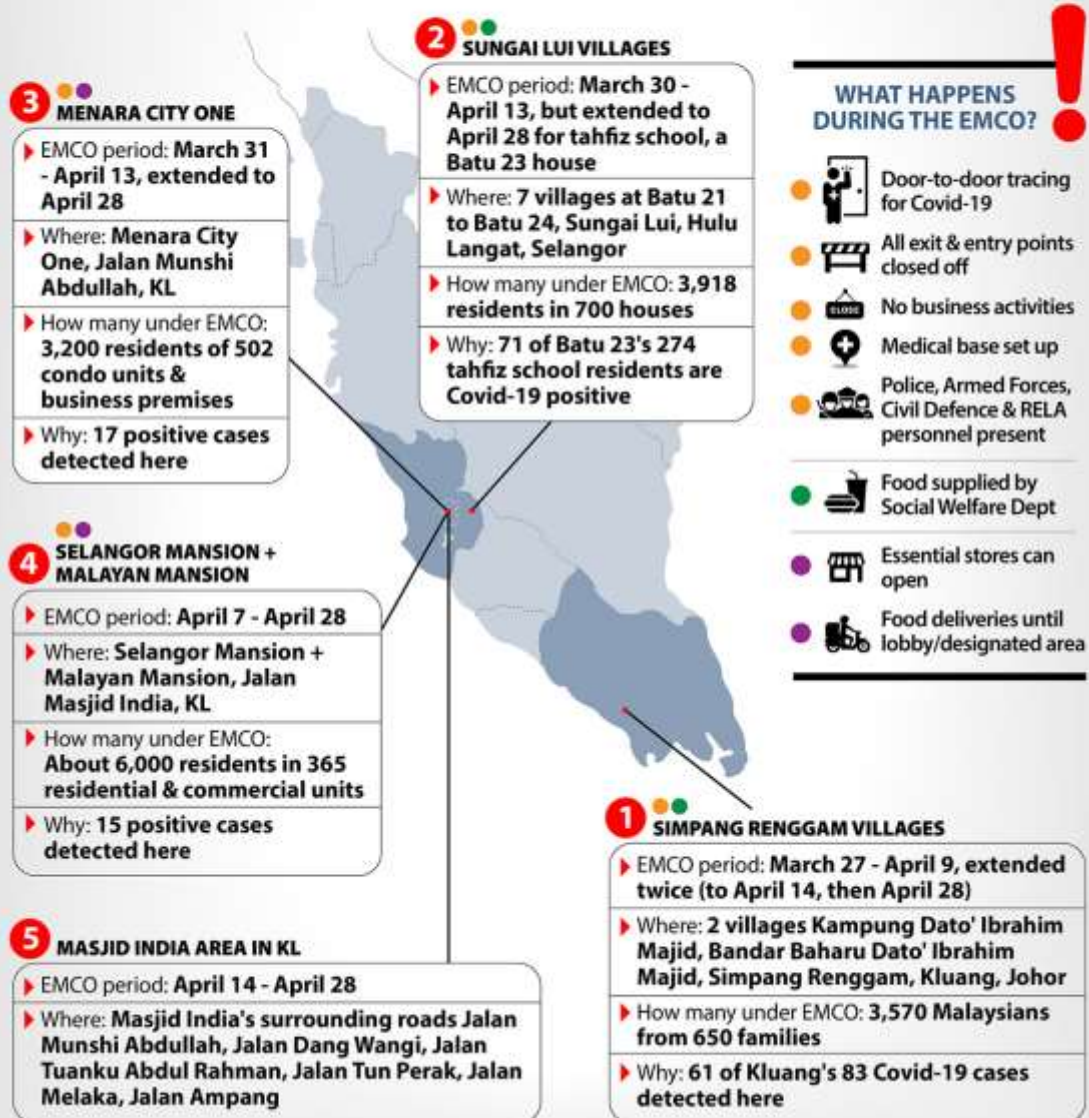 2
SUNGAI LUI VILLAGES
EMCO period: March 30 -
April 13, but extended to
April 28 for tahfiz school, a
Batu 23 house
Where: 7 villages at Batu 21
to Batu 24, Sungai Lui, Hulu
Langat, Selangor
How many under EMCO: 3,918
residents in 700 houses
Why: 71 of Batu 23's 274
tahfiz school residents are
Covid-19 positive
3
MENARA CITY ONE
EMCO period: March 31
- April 13, extended to
April 28
Where: Menara City
One, Jalan Munshi
Abdullah, KL
How many under EMCO:
3,200 residents of 502
condo units &
business premises
Why: 17 positive cases
detected here
!
WHAT HAPPENS
DURING THE EMCO?
Door-to-door tracing
for Covid-19
All exit & entry points
closed off
CLOSE
No business activities
Medical base set up
Police, Armed Forces,
Civil Defence & RELA
personnel present
Food supplied by
Social Welfare Dept
Essential stores can
open
Food deliveries until
lobby/designated area
4
SELANGOR MANSION +
MALAYAN MANSION
EMCO period: April 7 - April 28
Where: Selangor Mansion +
Malayan Mansion, Jalan
Masjid India, KL
How many under EMCO:
About 6,000 residents in 365
residential & commercial units
Why: 15 positive cases
detected here
5
MASJID INDIA AREA IN KL
EMCO period: April 14 - April 28
Where: Masjid India's surrounding roads Jalan
Munshi Abdullah, Jalan Dang Wangi, Jalan
Tuanku Abdul Rahman, Jalan Tun Perak, Jalan
Melaka, Jalan Ampang
1
SIMPANG RENGGAM VILLAGES
EMCO period: March 27 - April 9, extended
twice (to April 14, then April 28)
Where: 2 villages Kampung Dato' Ibrahim
Majid, Bandar Baharu Dato' Ibrahim
Majid, Simpang Renggam, Kluang, Johor
How many under EMCO: 3,570 Malaysians
from 650 families
Why: 61 of Kluang's 83 Covid-19 cases
detected here